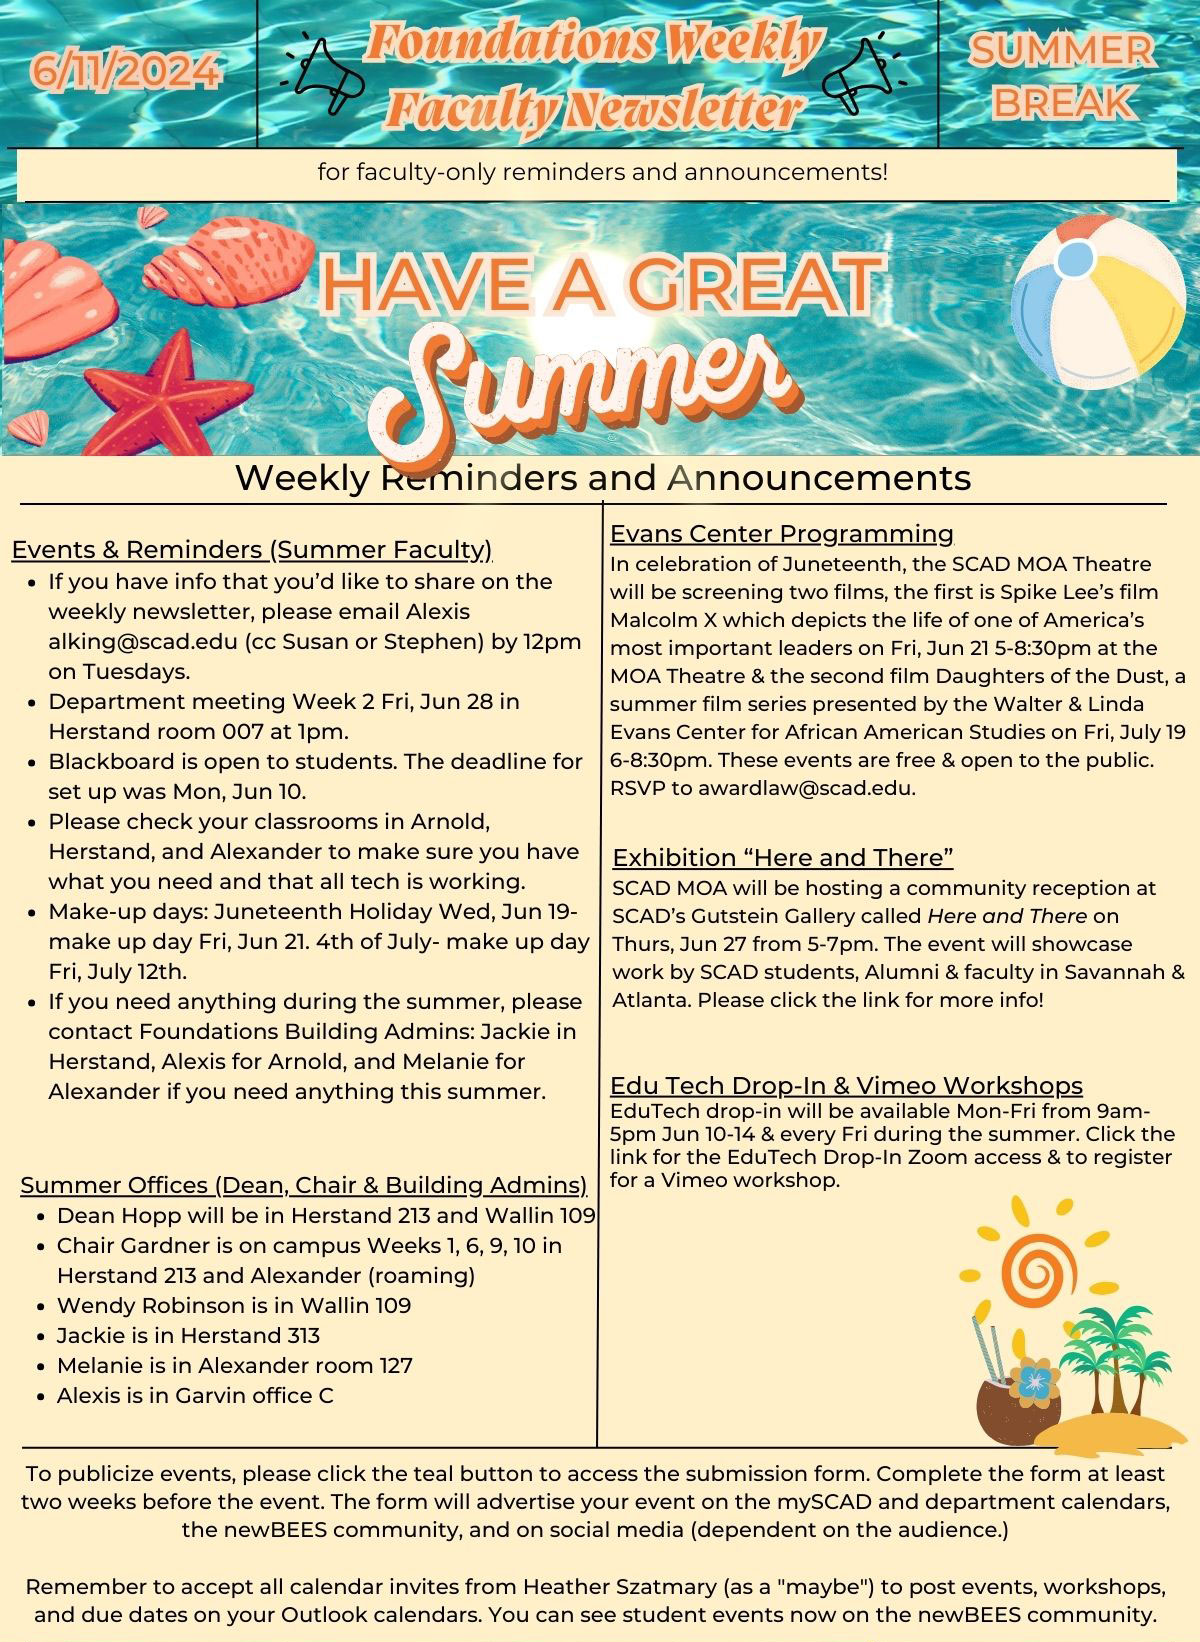 6/11/2024
Foundations Weekly
Faculty Newsletter
SUMMER
BREAK
for faculty-only reminders and announcements!
HAVE A GREAT
Summer
Weekly Reminders and Announcements
Events & Reminders (Summer Faculty)
• If you have info that you’d like to share on the
weekly newsletter, please email Alexis
alking@scad.edu (cc Susan or Stephen) by 12pm
on Tuesdays.
• Department meeting Week 2 Fri, Jun 28 in
Herstand room 007 at 1pm.
• Blackboard is open to students. The deadline for
set up was Mon, Jun 10.
• Please check your classrooms in Arnold,
Herstand, and Alexander to make sure you have
what you need and that all tech is working.
• Make-up days: Juneteenth Holiday Wed, Jun 19-
make up day Fri, Jun 21. 4th of July- make up day
Fri, July 12th.
• If you need anything during the summer, please
contact Foundations Building Admins: Jackie in
Herstand, Alexis for Arnold, and Melanie for
Alexander if you need anything this summer.
Summer Offices (Dean, Chair & Building Admins)
• Dean Hopp will be in Herstand 213 and Wallin 109
• Chair Gardner is on campus Weeks 1, 6, 9, 10 in
Herstand 213 and Alexander (roaming)
• Wendy Robinson is in Wallin 109
• Jackie is in Herstand 313
• Melanie is in Alexander room 127
• Alexis is in Garvin office C
Evans Center Programming
In celebration of Juneteenth, the SCAD MOA Theatre
will be screening two films, the first is Spike Lee’s film
Malcolm X which depicts the life of one of America’s
most important leaders on Fri, Jun 21 5-8:30pm at the
MOA Theatre & the second film Daughters of the Dust, a
summer film series presented by the Walter & Linda
Evans Center for African American Studies on Fri, July 19
6-8:30pm. These events are free & open to the public.
RSVP to awardlaw@scad.edu.
Exhibition “Here and There”
SCAD MOA will be hosting a community reception at
SCAD’s Gutstein Gallery called Here and There on
Thurs, Jun 27 from 5-7pm. The event will showcase
work by SCAD students, Alumni & faculty in Savannah &
Atlanta. Please click the link for more info!
Edu Tech Drop-In & Vimeo Workshops
EduTech drop-in will be available Mon-Fri from 9am-
5pm Jun 10-14 & every Fri during the summer. Click the
link for the EduTech Drop-In Zoom access & to register
for a Vimeo workshop.
To publicize events, please click the teal button to access the submission form. Complete the form at least
two weeks before the event. The form will advertise your event on the mySCAD and department calendars,
the newBEES community, and on social media (dependent on the audience.)
Remember to accept all calendar invites from Heather Szatmary (as a "maybe") to post events, workshops,
and due dates on your Outlook calendars. You can see student events now on the newBEES community.